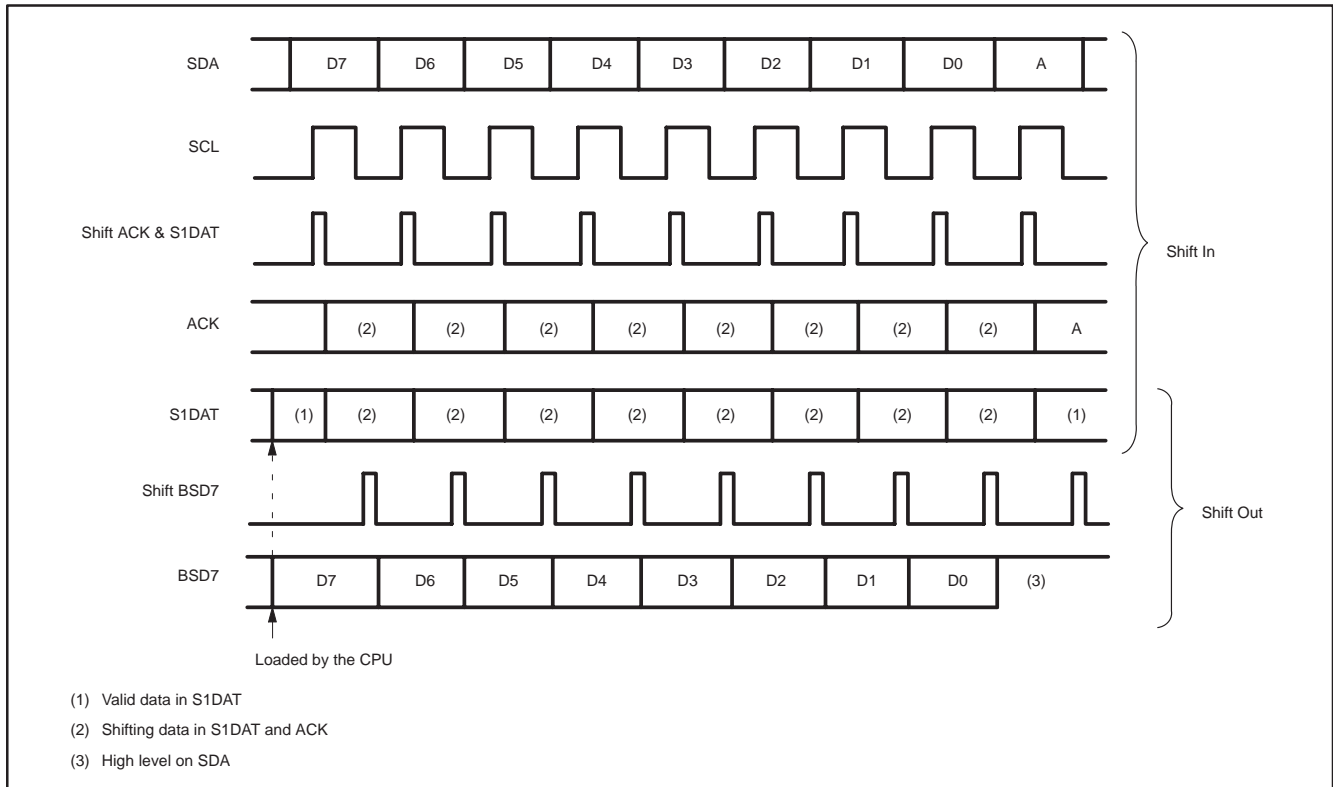 SDA D7 D6 D5 D4 D3 D2 D1 D0 A
SCL
Shift ACK & S1DAT
Shift In
ACK (2) (2) (2) (2) (2) (2) (2) (2) A
S1DAT (1) (2) (2) (2) (2) (2) (2) (2) (2) (1)
Shift BSD7
Shift Out
BSD7 D7 D6 D5 D4 D3 D2 D1 D0 (3)
Loaded by the CPU
(1) Valid data in S1DAT
(2) Shifting data in S1DAT and ACK
(3) High level on SDA